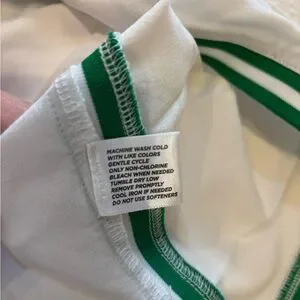 MACHINE WASH COLD
WITH LIKE COLORS
GENTLE CYCLE
ONLY NON-CHLORINE
BLEACH WHEN NEEDED
TUMBLE DRY LOW
REMOVE PROMPTLY
COOL IRON IF NEEDED
DO NOT USE SOFTENERS